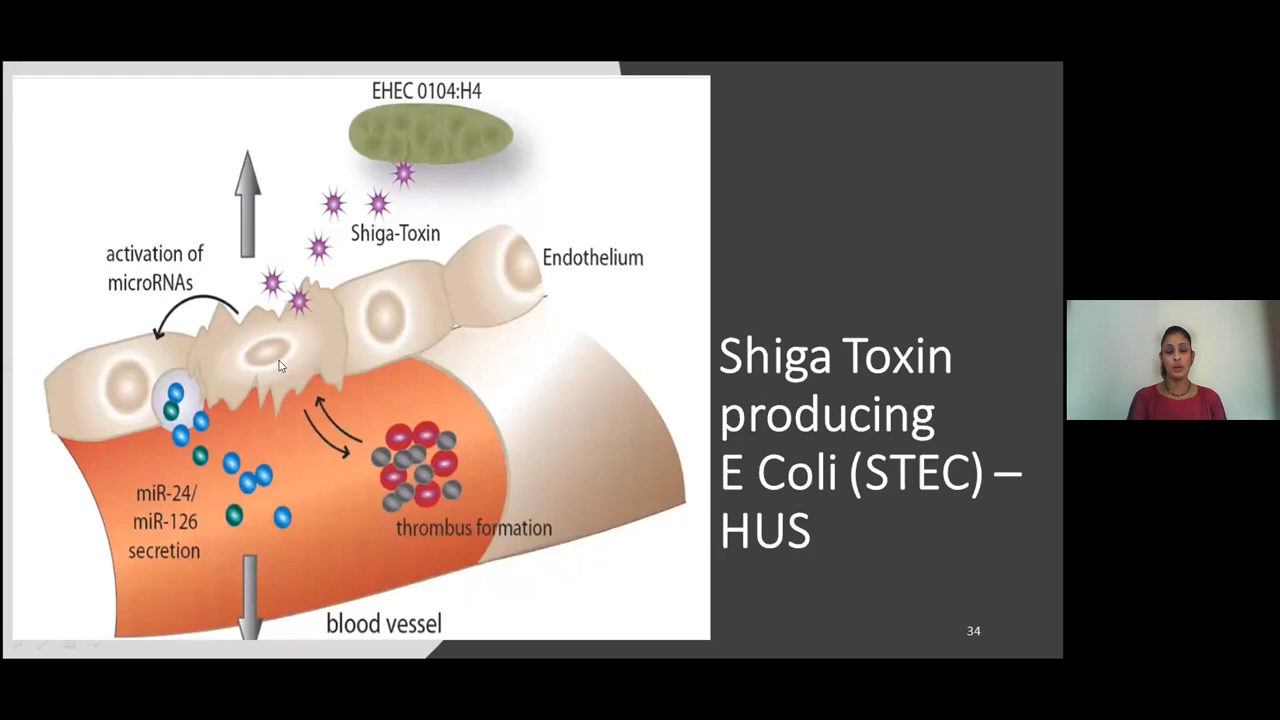 EHEC 0104:H4
Shiga-Toxin
activation of
microRNAs
Endothelium
miR-24/
miR-126
secretion
thrombus formation
blood vessel
Shiga Toxin
producing
E Coli (STEC) –
HUS
34